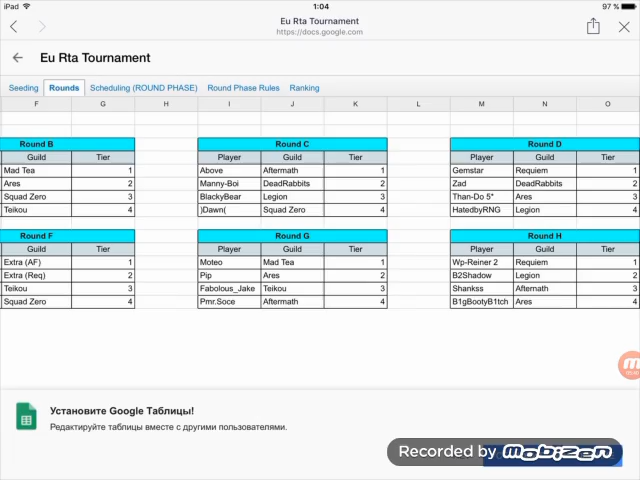 iPad 1:04 97 %
Eu Rta Tournament
https://docs.google.com
Eu Rta Tournament
Seeding Rounds Scheduling (ROUND PHASE) Round Phase Rules Ranking
F G H I J K L M N O
Round B Round C Round D
Guild Tier Player Guild Tier Player Guild Tier
Mad Tea 1 Above Aftermath 1 Gemstar Requiem 1
Ares 2 Manny-Boi DeadRabbits 2 Zad DeadRabbits 2
Squad Zero 3 BlackyBear Legion 3 Than-Do 5* Ares 3
Teikou 4 )Dawn( Squad Zero 4 HatedbyRNG Legion 4
Round F Round G Round H
Guild Tier Player Guild Tier Player Guild Tier
Extra (AF) 1 Moteo Mad Tea 1 Wp-Reiner 2 Requiem 1
Extra (Req) 2 Pip Ares 2 B2Shadow Legion 2
Teikou 3 Fabolous_Jake Teikou 3 Shankss Afternath 3
Squad Zero 4 Pmr.Soce Aftermath 4 B1gBootyB1tch Ares 4
Установите Google Таблицы!
Редактируйте таблицы вместе с другими пользователями.
Recorded by mobizen